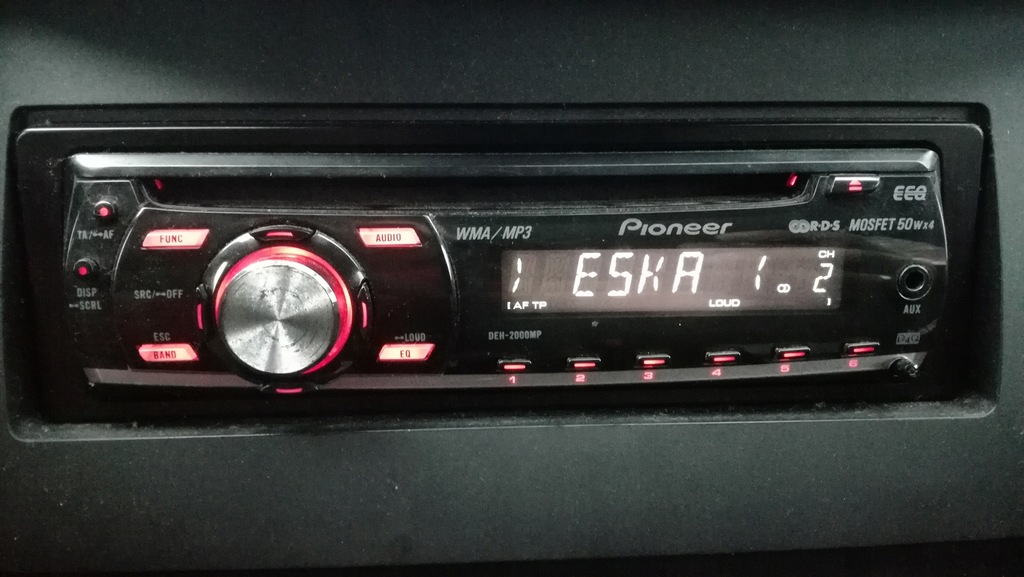 EEQ
TA/AF
FUNC
AUDIO
WMA/MP3
Pioneer
R·D·S
MOSFET 50Wx4
CH
1 ESKA 1 2
AF TP LOUD
DISP
SCRL
SRC/OFF
AUX
ESC
BAND
LOUD
EQ
DEH-2000MP
1 2 3 4 5 6